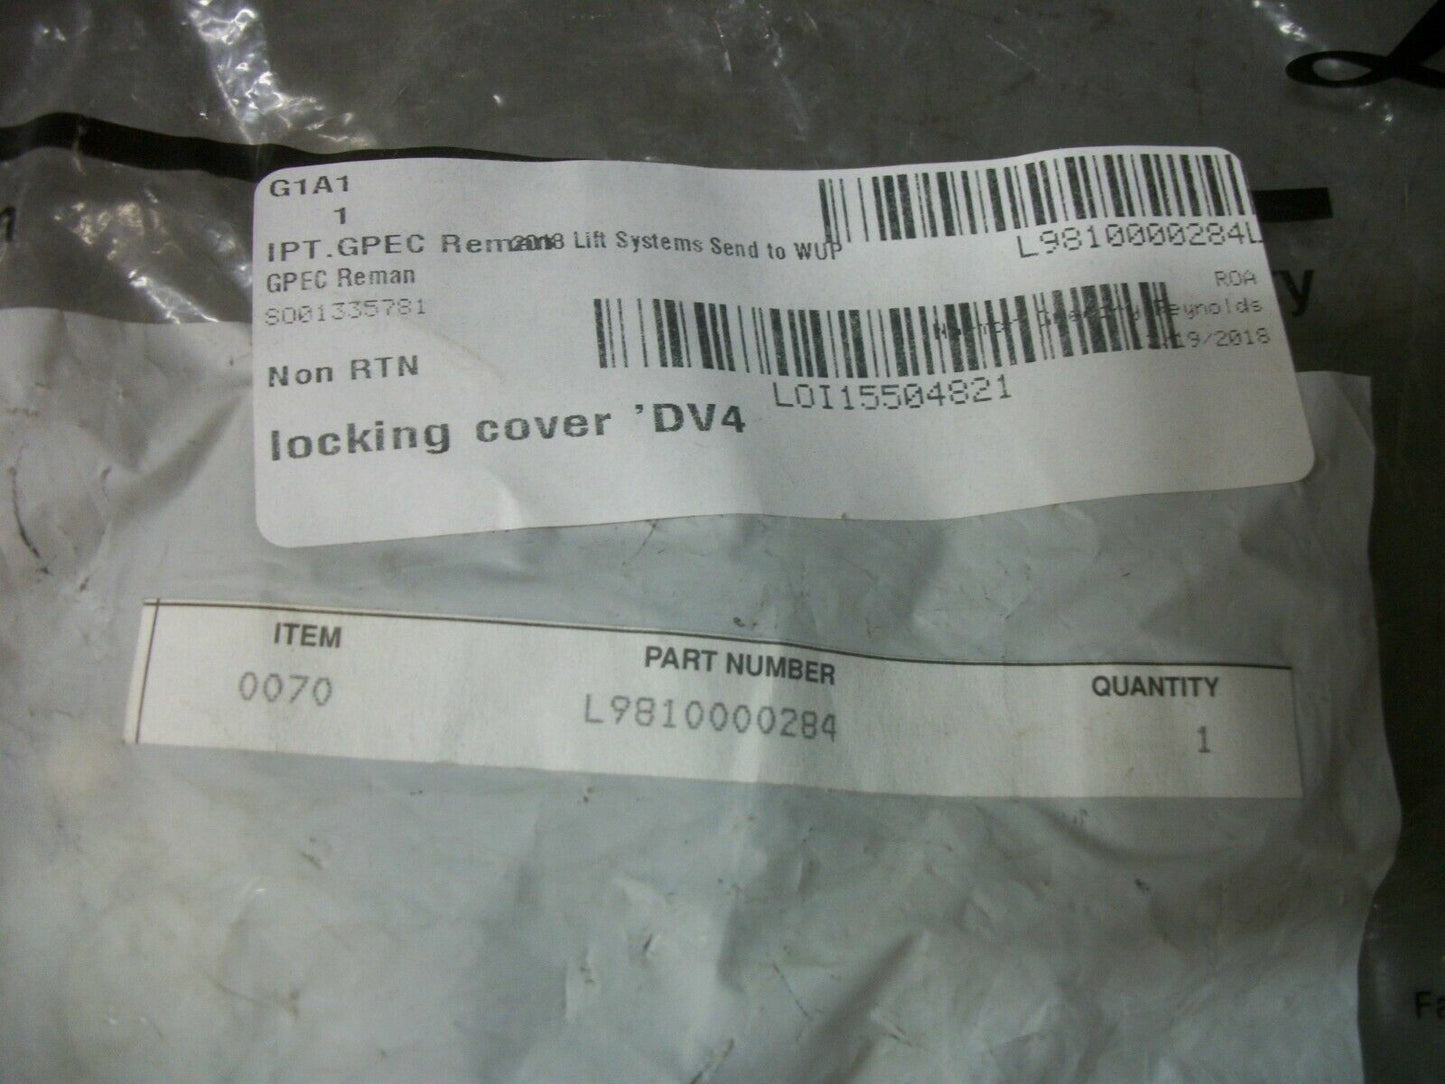 G1A1
1
IPT.GPEC Reman 2018 Lift Systems Send to WUP
L9810000284L
GPEC Reman
ROA
S001335781
Reynolds
19/2018
Non RTN
LOI15504821
locking cover 'DV4
ITEM PART NUMBER QUANTITY
0070 L9810000284 1